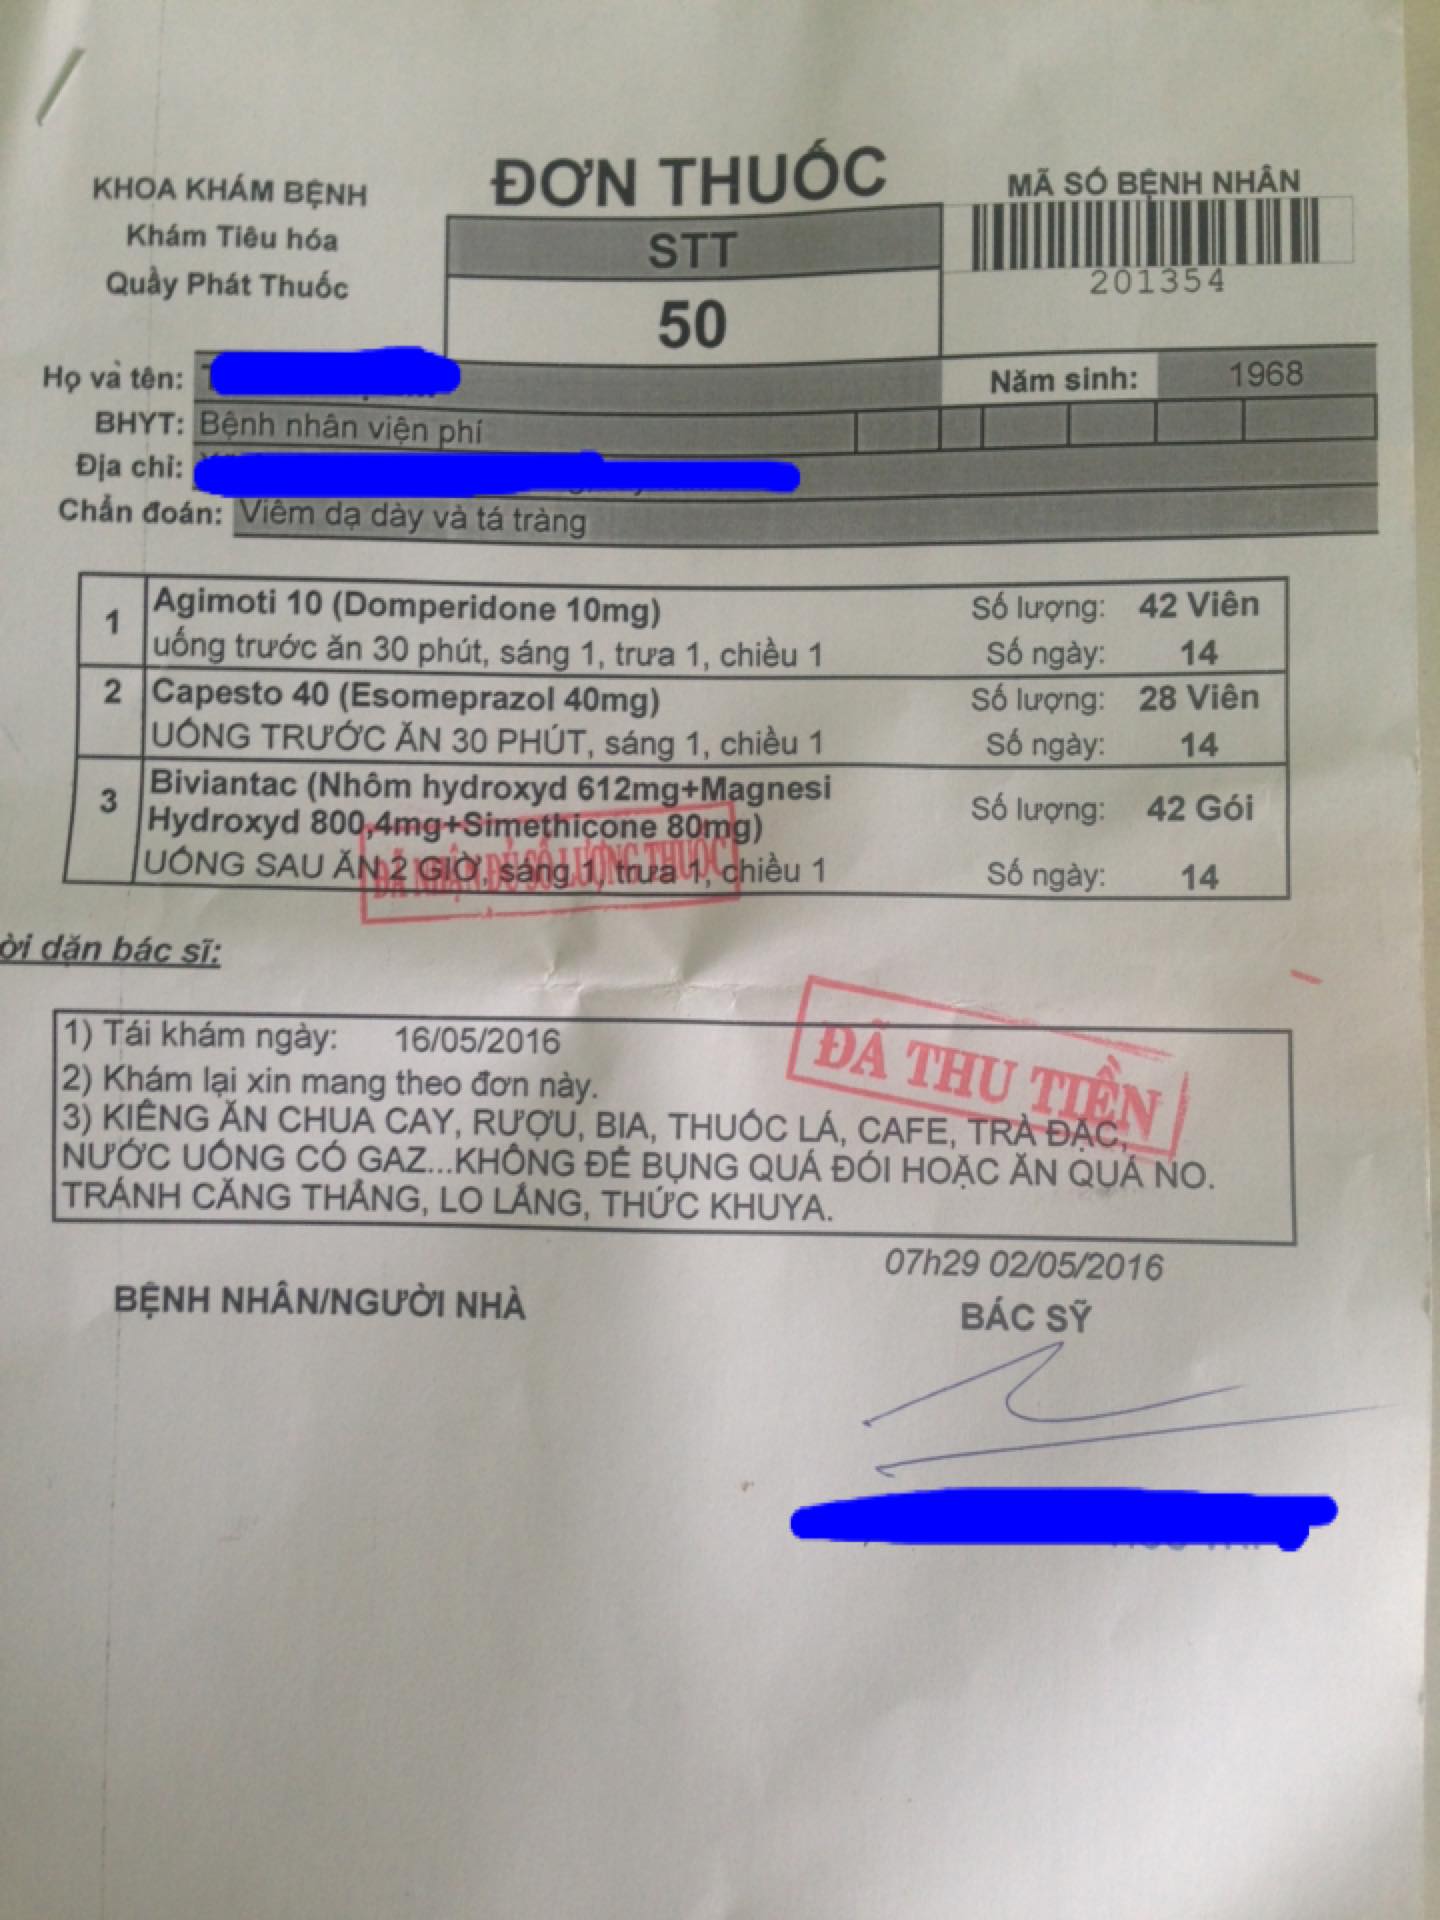 ĐƠN THUỐC
KHOA KHÁM BỆNH
Khám Tiêu hóa
Quầy Phát Thuốc
STT
50
MÃ SỐ BỆNH NHÂN
201354
Họ và tên:
Năm sinh: 1968
BHYT: Bệnh nhân viện phí
Địa chỉ:
Chẩn đoán: Viêm dạ dày và tá tràng
1 Agimoti 10 (Domperidone 10mg) Số lượng: 42 Viên
uống trước ăn 30 phút, sáng 1, trưa 1, chiều 1 Số ngày: 14
2 Capesto 40 (Esomeprazol 40mg) Số lượng: 28 Viên
UỐNG TRƯỚC ĂN 30 PHÚT, sáng 1, chiều 1 Số ngày: 14
3 Biviantac (Nhôm hydroxyd 612mg+Magnesi
Hydroxyd 800,4mg+Simethicone 80mg) Số lượng: 42 Gói
UỐNG SAU ĂN 2 GIỜ, sáng 1, trưa 1, chiều 1 Số ngày: 14
ĐÃ NHẬN ĐỦ SỐ LƯỢNG THUỐC
ời dặn bác sĩ:
1) Tái khám ngày: 16/05/2016
2) Khám lại xin mang theo đơn này.
3) KIÊNG ĂN CHUA CAY, RƯỢU, BIA, THUỐC LÁ, CAFE, TRÀ ĐẶC,
NƯỚC UỐNG CÓ GAZ...KHÔNG ĐỂ BỤNG QUÁ ĐÓI HOẶC ĂN QUÁ NO.
TRÁNH CĂNG THẲNG, LO LẮNG, THỨC KHUYA.
ĐÃ THU TIỀN
07h29 02/05/2016
BỆNH NHÂN/NGƯỜI NHÀ
BÁC SỸ